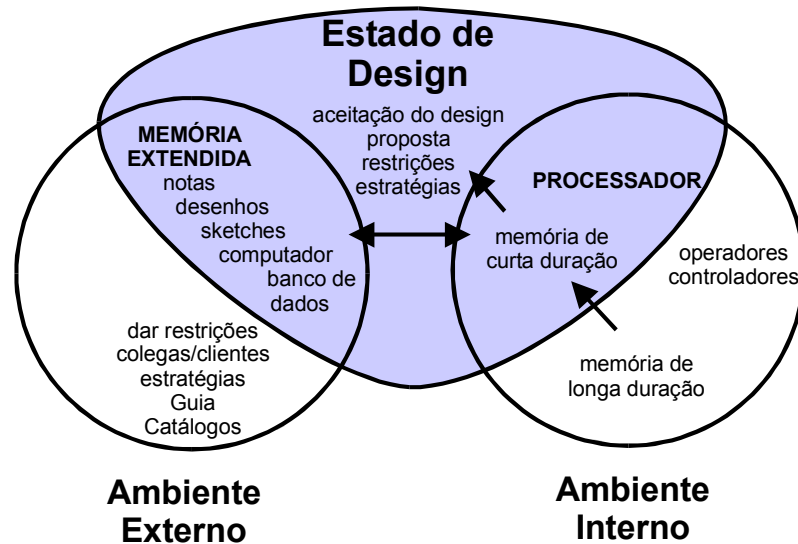 Estado de
Design
aceitação do design
proposta
restrições
estratégias
MEMÓRIA
EXTENDIDA
notas
desenhos
sketches
computador
banco de
dados
dar restrições
colegas/clientes
estratégias
Guia
Catálogos
PROCESSADOR
memória de
curta duração
operadores
controladores
memória de
longa duração
Ambiente
Externo
Ambiente
Interno